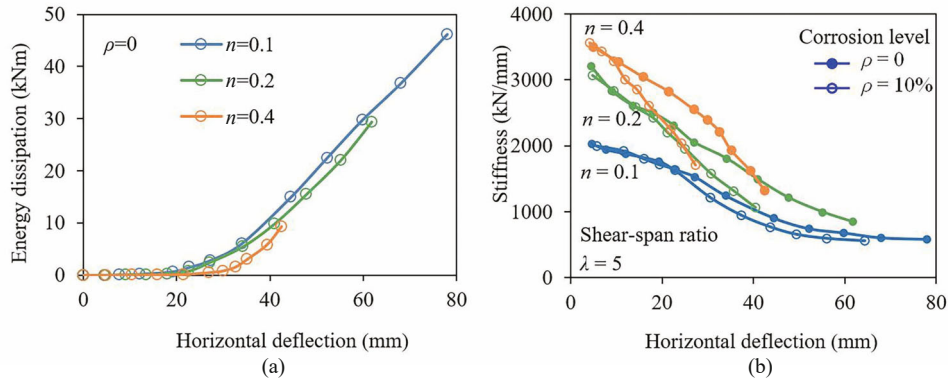 50
40
30
20
10
0
0 20 40 60 80
Energy dissipation (kNm)
Horizontal deflection (mm)
ρ=0
n=0.1
n=0.2
n=0.4
(a)
4000
3000
2000
1000
0
0 20 40 60 80
Stiffness (kN/mm)
Horizontal deflection (mm)
n = 0.4
n = 0.2
n = 0.1
Corrosion level
ρ = 0
ρ = 10%
Shear-span ratio
λ = 5
(b)